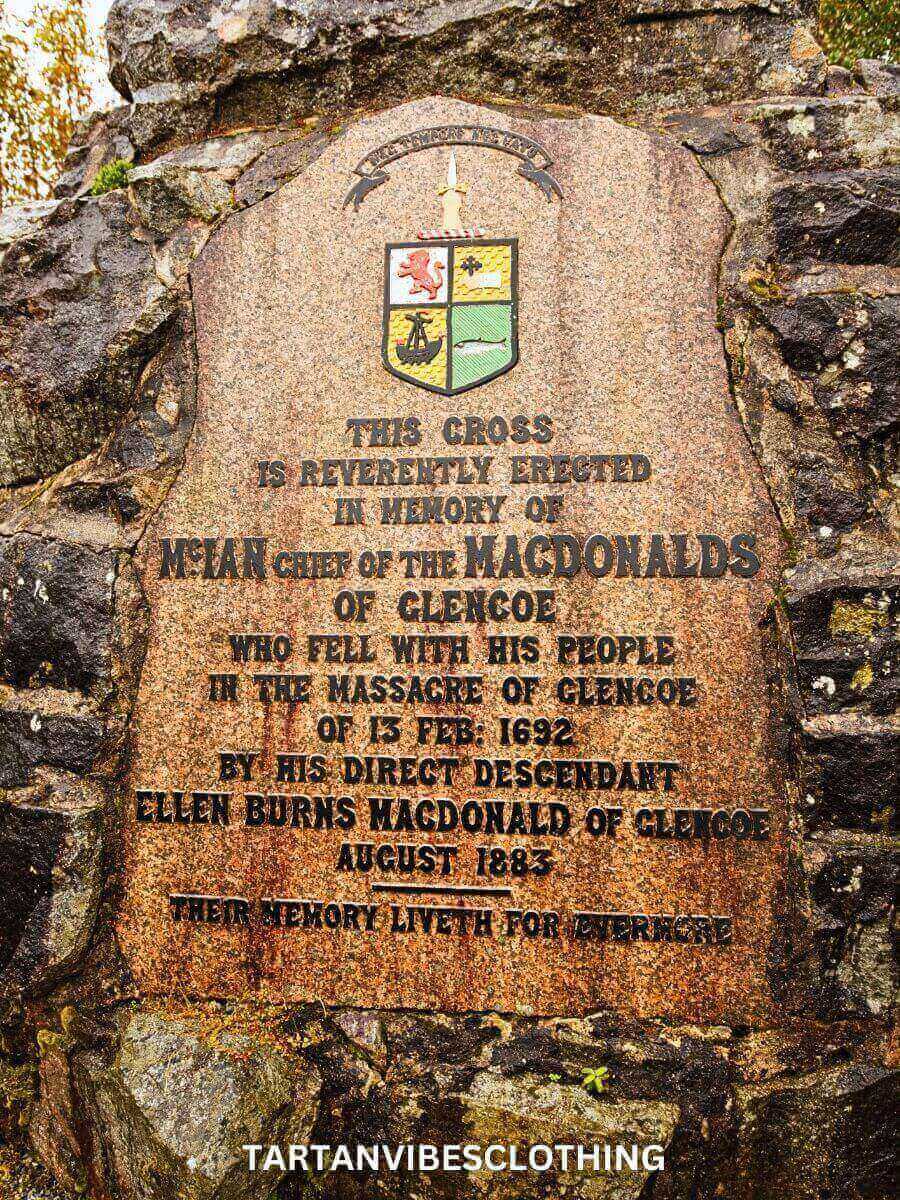 THIS CROSS
IS REVERENTLY ERECTED
IN MEMORY OF
McIAN CHIEF OF THE MACDONALDS
OF GLENCOE
WHO FELL WITH HIS PEOPLE
IN THE MASSACRE OF GLENCOE
OF 13 FEB: 1692
BY HIS DIRECT DESCENDANT
ELLEN BURNS MACDONALD OF GLENCOE
AUGUST 1883
THEIR MEMORY LIVETH FOR ÆVERMORE
TARTANVIBESCLOTHING